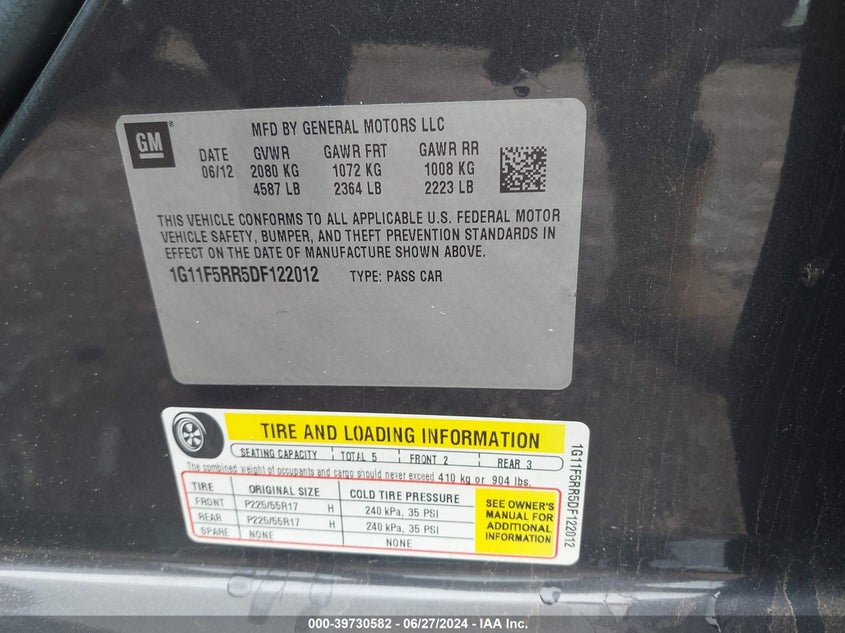 GM ®
MFD BY GENERAL MOTORS LLC
DATE GVWR GAWR FRT GAWR RR
06/12 2080 KG 1072 KG 1008 KG
4587 LB 2364 LB 2223 LB
THIS VEHICLE CONFORMS TO ALL APPLICABLE U.S. FEDERAL MOTOR
VEHICLE SAFETY, BUMPER, AND THEFT PREVENTION STANDARDS IN
EFFECT ON THE DATE OF MANUFACTURE SHOWN ABOVE.
1G11F5RR5DF122012 TYPE: PASS CAR
TIRE AND LOADING INFORMATION
SEATING CAPACITY TOTAL 5 FRONT 2 REAR 3
The combined weight of occupants and cargo should never exceed 410 kg or 904 lbs.
TIRE ORIGINAL SIZE COLD TIRE PRESSURE
FRONT P225/55R17 H 240 kPa, 35 PSI
REAR P225/55R17 H 240 kPa, 35 PSI
SPARE NONE NONE
SEE OWNER'S
MANUAL FOR
ADDITIONAL
INFORMATION
1G11F5RR5DF122012
000-39730582 / 06/27/2024 - IAA Inc.